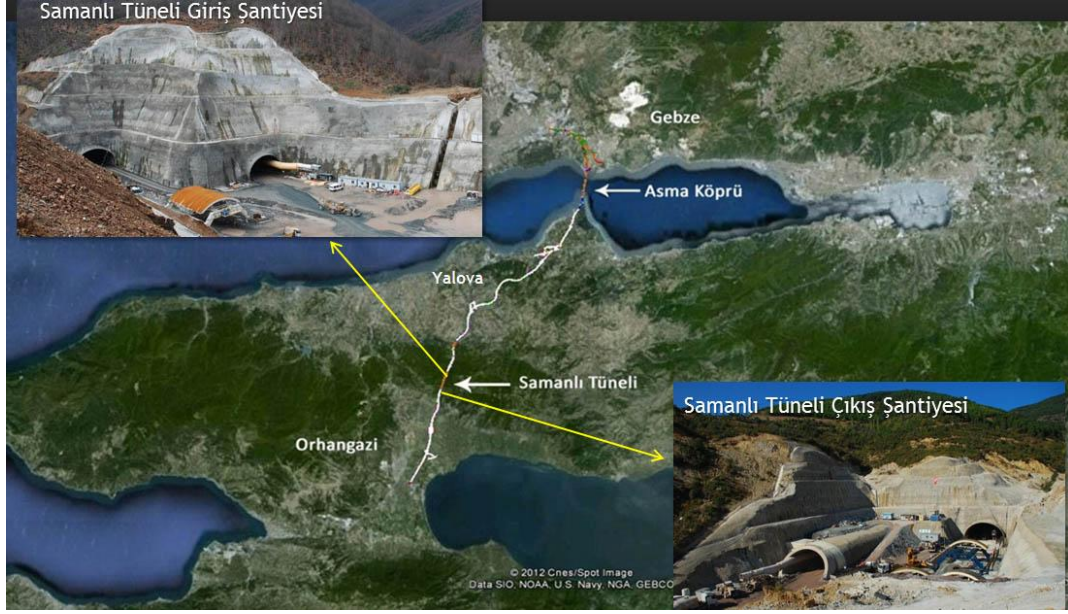 Samanlı Tüneli Giriş Şantiyesi
Gebze
Asma Köprü
Yalova
Samanlı Tüneli
Samanlı Tüneli Çıkış Şantiyesi
Orhangazi
© 2012 Cnes/Spot Image
Data SIO, NOAA, U.S. Navy, NGA, GEBCO